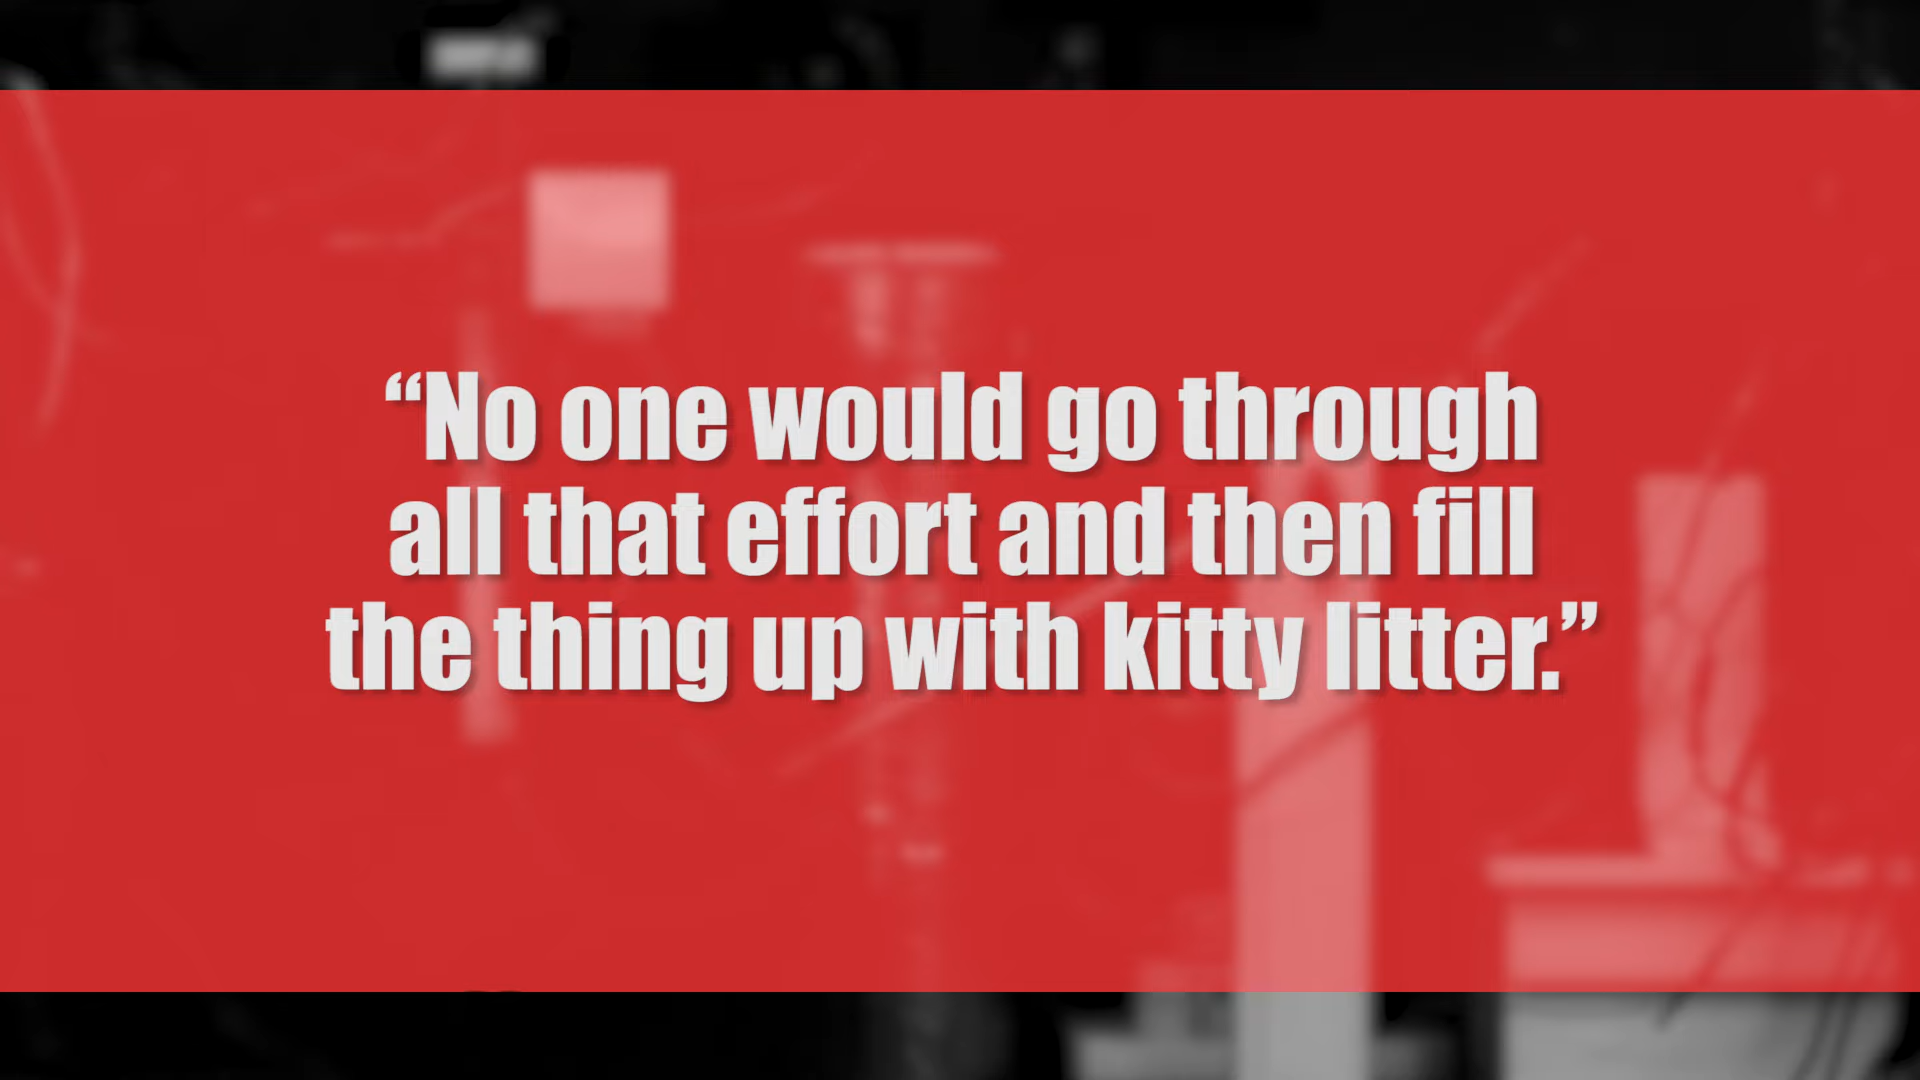 “No one would go through
all that effort and then fill
the thing up with kitty litter.”